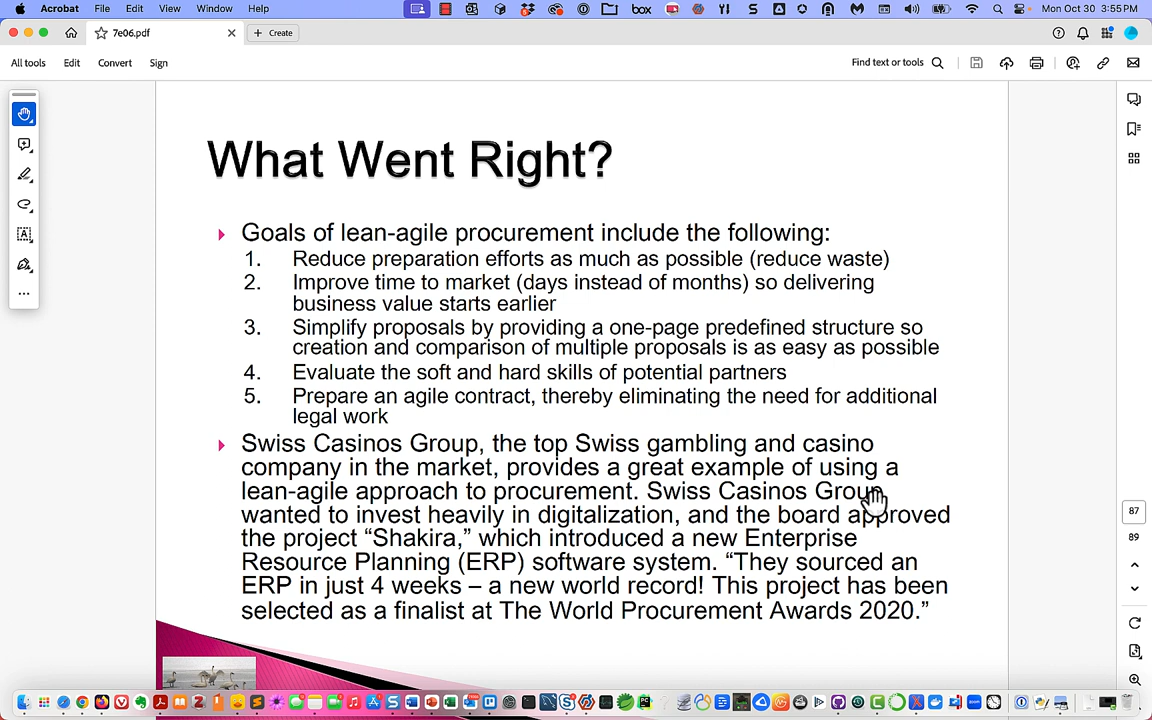 Acrobat File Edit View Window Help box Mon Oct 30 3:55PM
7e06.pdf Create
All tools Edit Convert Sign Find text or tools
What Went Right?
Goals of lean-agile procurement include the following:
1. Reduce preparation efforts as much as possible (reduce waste)
2. Improve time to market (days instead of months) so delivering
business value starts earlier
3. Simplify proposals by providing a one-page predefined structure so
creation and comparison of multiple proposals is as easy as possible
4. Evaluate the soft and hard skills of potential partners
5. Prepare an agile contract, thereby eliminating the need for additional
legal work
Swiss Casinos Group, the top Swiss gambling and casino
company in the market, provides a great example of using a
lean-agile approach to procurement. Swiss Casinos Group
wanted to invest heavily in digitalization, and the board approved
the project “Shakira,” which introduced a new Enterprise
Resource Planning (ERP) software system. “They sourced an
ERP in just 4 weeks – a new world record! This project has been
selected as a finalist at The World Procurement Awards 2020.”
87
89